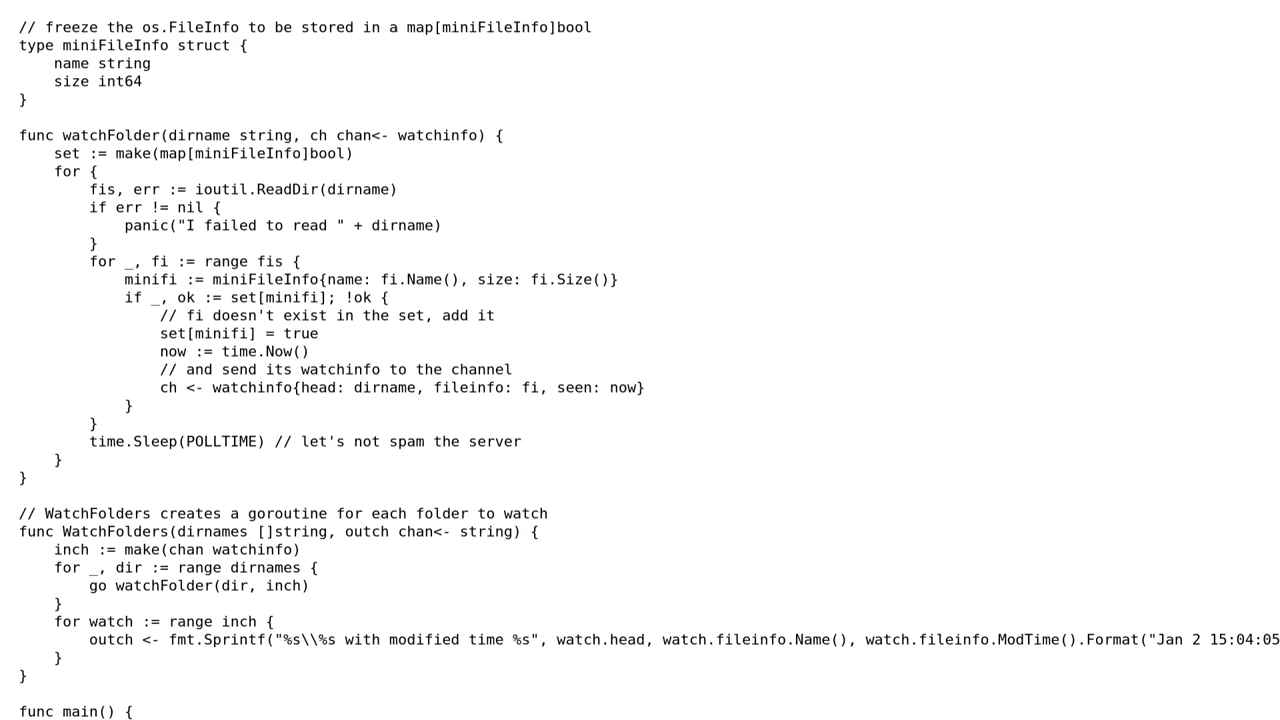 // freeze the os.FileInfo to be stored in a map[miniFileInfo]bool
type miniFileInfo struct {
    name string
    size int64
}

func watchFolder(dirname string, ch chan<- watchinfo) {
    set := make(map[miniFileInfo]bool)
    for {
        fis, err := ioutil.ReadDir(dirname)
        if err != nil {
            panic("I failed to read " + dirname)
        }
        for _, fi := range fis {
            minifi := miniFileInfo{name: fi.Name(), size: fi.Size()}
            if _, ok := set[minifi]; !ok {
                // fi doesn't exist in the set, add it
                set[minifi] = true
                now := time.Now()
                // and send its watchinfo to the channel
                ch <- watchinfo{head: dirname, fileinfo: fi, seen: now}
            }
        }
        time.Sleep(POLLTIME) // let's not spam the server
    }
}

// WatchFolders creates a goroutine for each folder to watch
func WatchFolders(dirnames []string, outch chan<- string) {
    inch := make(chan watchinfo)
    for _, dir := range dirnames {
        go watchFolder(dir, inch)
    }
    for watch := range inch {
        outch <- fmt.Sprintf("%s\\%s with modified time %s", watch.head, watch.fileinfo.Name(), watch.fileinfo.ModTime().Format("Jan 2 15:04:05
    }
}

func main() {